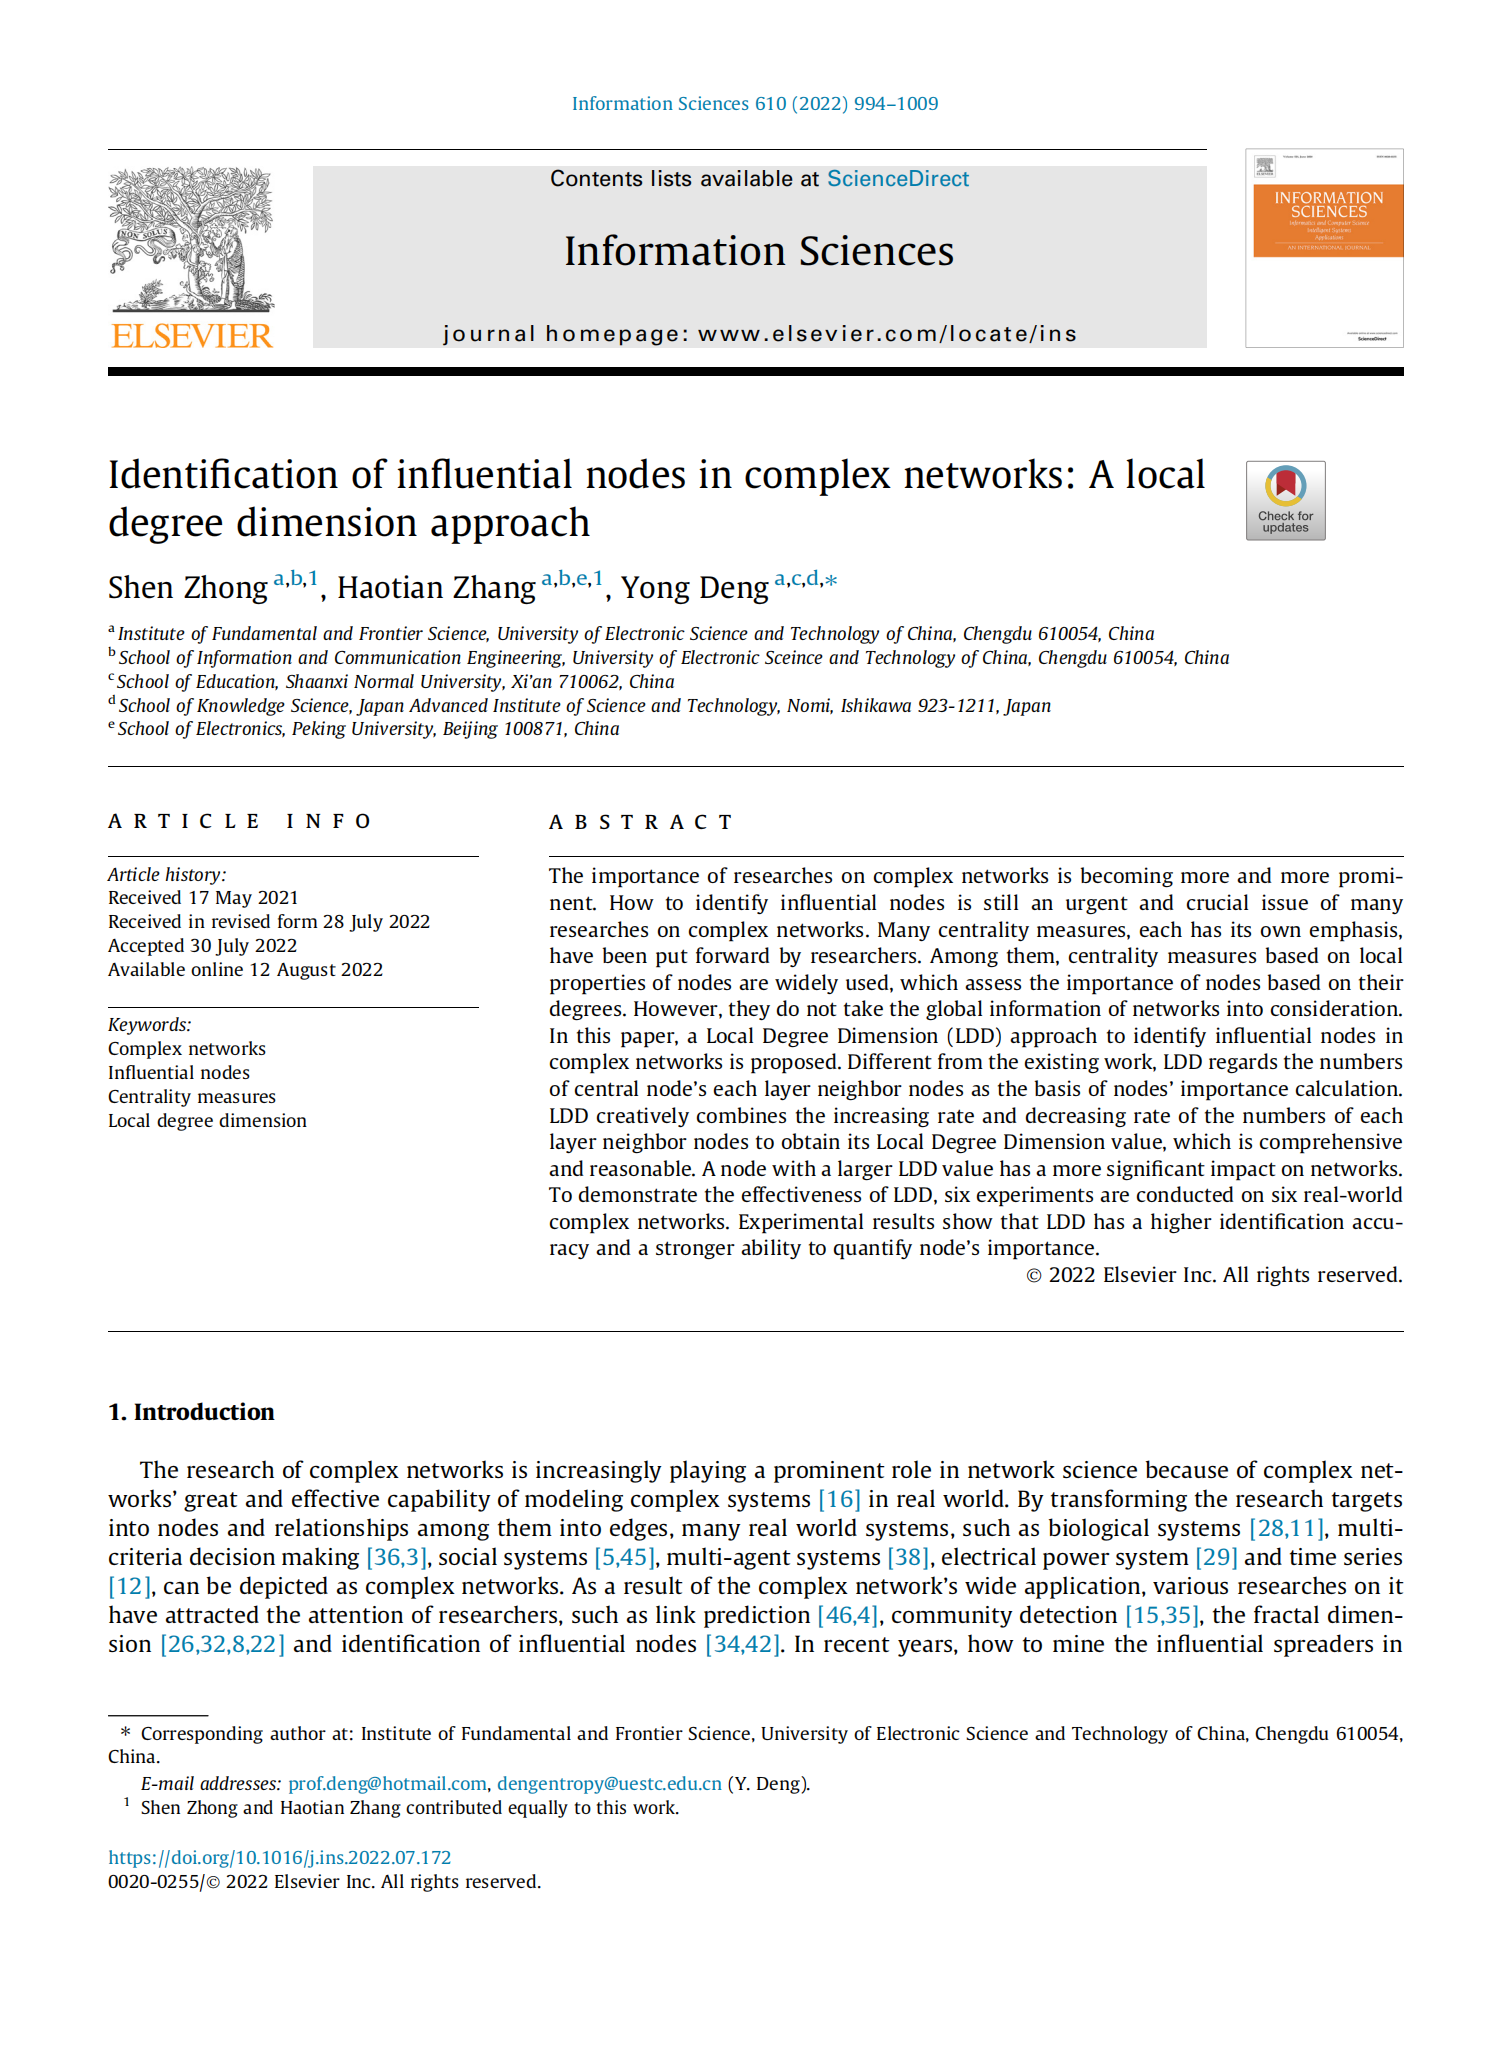 Information Sciences 610 (2022) 994–1009
Contents lists available at ScienceDirect
Information Sciences
journal homepage: www.elsevier.com/locate/ins
NON SOLUS
ELSEVIER
INFORMATION
SCIENCES
Informatics and Computer Science
Intelligent Systems
Applications
AN INTERNATIONAL JOURNAL
ScienceDirect
Identification of influential nodes in complex networks: A local
degree dimension approach
Check for
updates
Shen Zhong a,b,1, Haotian Zhang a,b,e,1, Yong Deng a,c,d,*
a Institute of Fundamental and Frontier Science, University of Electronic Science and Technology of China, Chengdu 610054, China
b School of Information and Communication Engineering, University of Electronic Sceince and Technology of China, Chengdu 610054, China
c School of Education, Shaanxi Normal University, Xi'an 710062, China
d School of Knowledge Science, Japan Advanced Institute of Science and Technology, Nomi, Ishikawa 923-1211, Japan
e School of Electronics, Peking University, Beijing 100871, China
ARTICLE INFO
Article history:
Received 17 May 2021
Received in revised form 28 July 2022
Accepted 30 July 2022
Available online 12 August 2022
Keywords:
Complex networks
Influential nodes
Centrality measures
Local degree dimension
ABSTRACT
The importance of researches on complex networks is becoming more and more promi-
nent. How to identify influential nodes is still an urgent and crucial issue of many
researches on complex networks. Many centrality measures, each has its own emphasis,
have been put forward by researchers. Among them, centrality measures based on local
properties of nodes are widely used, which assess the importance of nodes based on their
degrees. However, they do not take the global information of networks into consideration.
In this paper, a Local Degree Dimension (LDD) approach to identify influential nodes in
complex networks is proposed. Different from the existing work, LDD regards the numbers
of central node's each layer neighbor nodes as the basis of nodes' importance calculation.
LDD creatively combines the increasing rate and decreasing rate of the numbers of each
layer neighbor nodes to obtain its Local Degree Dimension value, which is comprehensive
and reasonable. A node with a larger LDD value has a more significant impact on networks.
To demonstrate the effectiveness of LDD, six experiments are conducted on six real-world
complex networks. Experimental results show that LDD has a higher identification accu-
racy and a stronger ability to quantify node's importance.
© 2022 Elsevier Inc. All rights reserved.
1. Introduction
The research of complex networks is increasingly playing a prominent role in network science because of complex net-
works' great and effective capability of modeling complex systems [16] in real world. By transforming the research targets
into nodes and relationships among them into edges, many real world systems, such as biological systems [28,11], multi-
criteria decision making [36,3], social systems [5,45], multi-agent systems [38], electrical power system [29] and time series
[12], can be depicted as complex networks. As a result of the complex network's wide application, various researches on it
have attracted the attention of researchers, such as link prediction [46,4], community detection [15,35], the fractal dimen-
sion [26,32,8,22] and identification of influential nodes [34,42]. In recent years, how to mine the influential spreaders in
* Corresponding author at: Institute of Fundamental and Frontier Science, University of Electronic Science and Technology of China, Chengdu 610054,
China.
E-mail addresses: prof.deng@hotmail.com, dengentropy@uestc.edu.cn (Y. Deng).
1 Shen Zhong and Haotian Zhang contributed equally to this work.
https://doi.org/10.1016/j.ins.2022.07.172
0020-0255/© 2022 Elsevier Inc. All rights reserved.